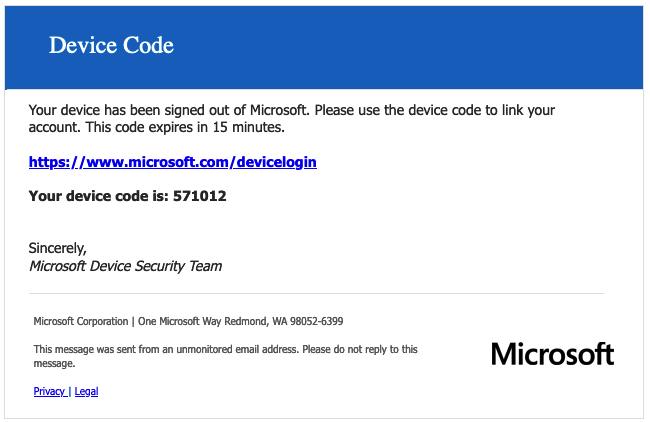 Device Code
Your device has been signed out of Microsoft. Please use the device code to link your
account. This code expires in 15 minutes.
https://www.microsoft.com/devicelogin
Your device code is: 571012
Sincerely,
Microsoft Device Security Team
Microsoft Corporation | One Microsoft Way Redmond, WA 98052-6399
This message was sent from an unmonitored email address. Please do not reply to this
message.
Privacy | Legal
Microsoft